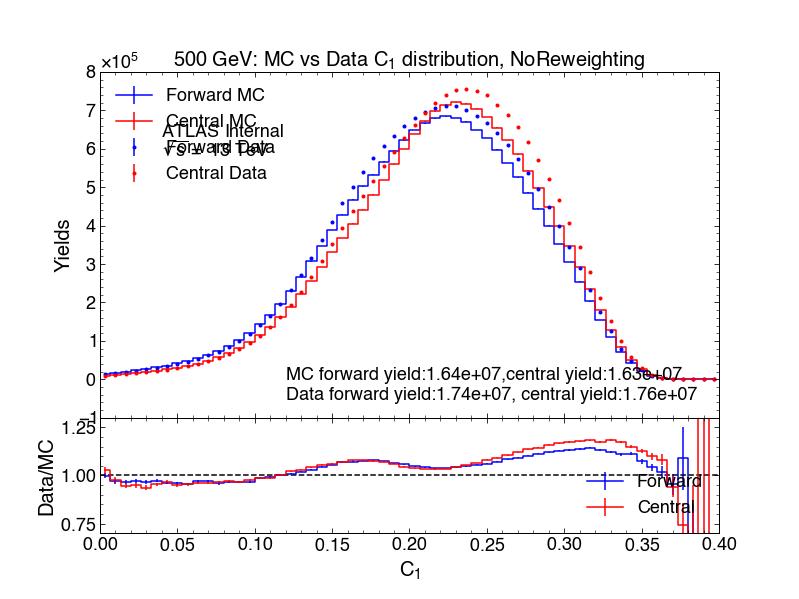 ×10⁵
500 GeV: MC vs Data C₁ distribution, NoReweighting
8
7
6
5
4
3
2
1
0
−1
Yields
Forward MC
Central MC
ATLAS Internal
Forward Data
√s = 13 TeV
Central Data
MC forward yield:1.64e+07,central yield:1.63e+07
Data forward yield:1.74e+07, central yield:1.76e+07
1.25
1.00
0.75
Data/MC
Forward
Central
0.00 0.05 0.10 0.15 0.20 0.25 0.30 0.35 0.40
C₁